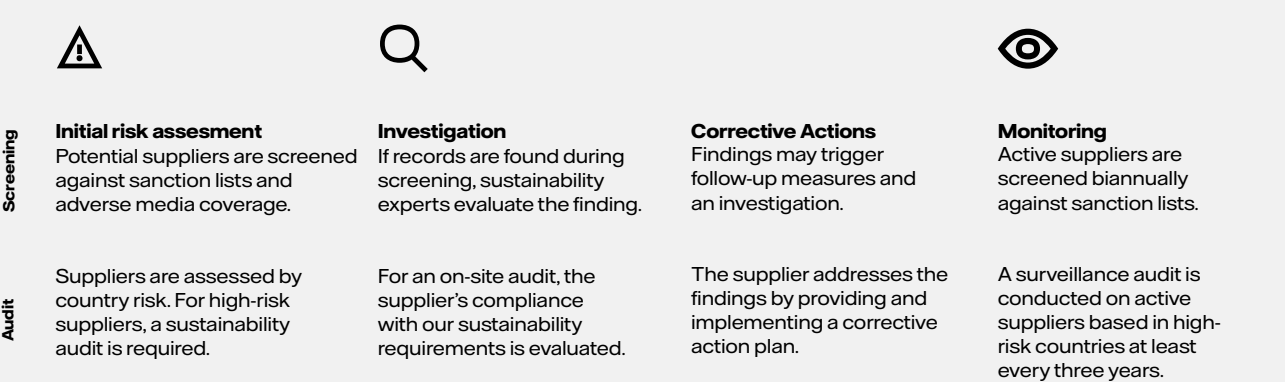 Screening
Initial risk assesment
Potential suppliers are screened
against sanction lists and
adverse media coverage.
Investigation
If records are found during
screening, sustainability
experts evaluate the finding.
Corrective Actions
Findings may trigger
follow-up measures and
an investigation.
Monitoring
Active suppliers are
screened biannually
against sanction lists.
Audit
Suppliers are assessed by
country risk. For high-risk
suppliers, a sustainability
audit is required.
For an on-site audit, the
supplier’s compliance
with our sustainability
requirements is evaluated.
The supplier addresses the
findings by providing and
implementing a corrective
action plan.
A surveillance audit is
conducted on active
suppliers based in high-
risk countries at least
every three years.